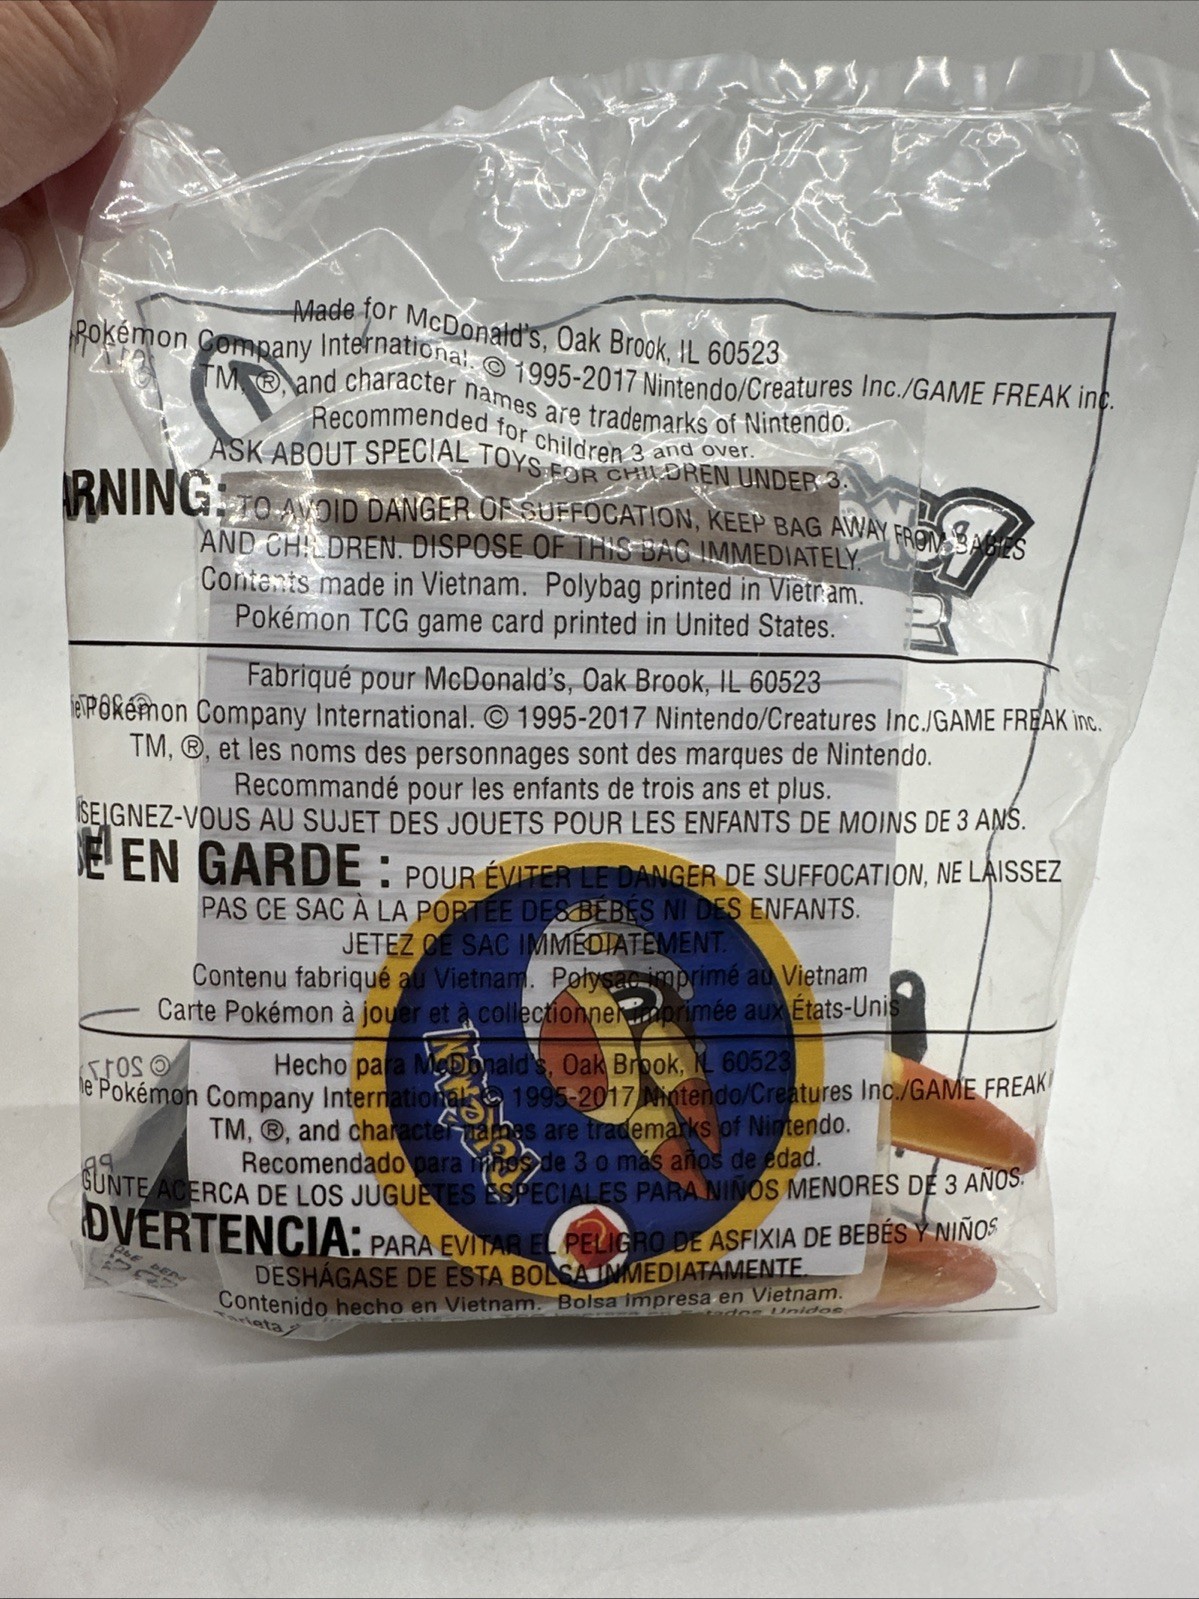 Made for McDonald's, Oak Brook, IL 60523
Pokémon Company International. © 1995-2017 Nintendo/Creatures Inc./GAME FREAK inc.
TM, ®, and character names are trademarks of Nintendo.
Recommended for children 3 and over.
ASK ABOUT SPECIAL TOYS FOR CHILDREN UNDER 3.
ARNING: TO AVOID DANGER OF SUFFOCATION, KEEP BAG AWAY FROM BABIES
AND CHILDREN. DISPOSE OF THIS BAG IMMEDIATELY.
Contents made in Vietnam. Polybag printed in Vietnam.
Pokémon TCG game card printed in United States.
Fabriqué pour McDonald's, Oak Brook, IL 60523
e Pokémon Company International. © 1995-2017 Nintendo/Creatures Inc./GAME FREAK inc.
TM, ®, et les noms des personnages sont des marques de Nintendo.
Recommandé pour les enfants de trois ans et plus.
SEIGNEZ-VOUS AU SUJET DES JOUETS POUR LES ENFANTS DE MOINS DE 3 ANS.
SE EN GARDE : POUR ÉVITER LE DANGER DE SUFFOCATION, NE LAISSEZ
PAS CE SAC À LA PORTÉE DES BÉBÉS NI DES ENFANTS.
JETEZ CE SAC IMMÉDIATEMENT.
Contenu fabriqué au Vietnam. Polysac imprimé au Vietnam
Carte Pokémon à jouer et à collectionner imprimée aux États-Unis
Hecho para McDonald's, Oak Brook, IL 60523
e Pokémon Company International. © 1995-2017 Nintendo/Creatures Inc./GAME FREAK
TM, ®, and character names are trademarks of Nintendo.
Recomendado para niños de 3 o más años de edad.
GUNTE ACERCA DE LOS JUGUETES ESPECIALES PARA NIÑOS MENORES DE 3 AÑOS.
DVERTENCIA: PARA EVITAR EL PELIGRO DE ASFIXIA DE BEBÉS Y NIÑOS
DESHÁGASE DE ESTA BOLSA INMEDIATAMENTE.
Contenido hecho en Vietnam. Bolsa impresa en Vietnam.
Tarjeta
Estados Unidos.
POKéMON
© 2017